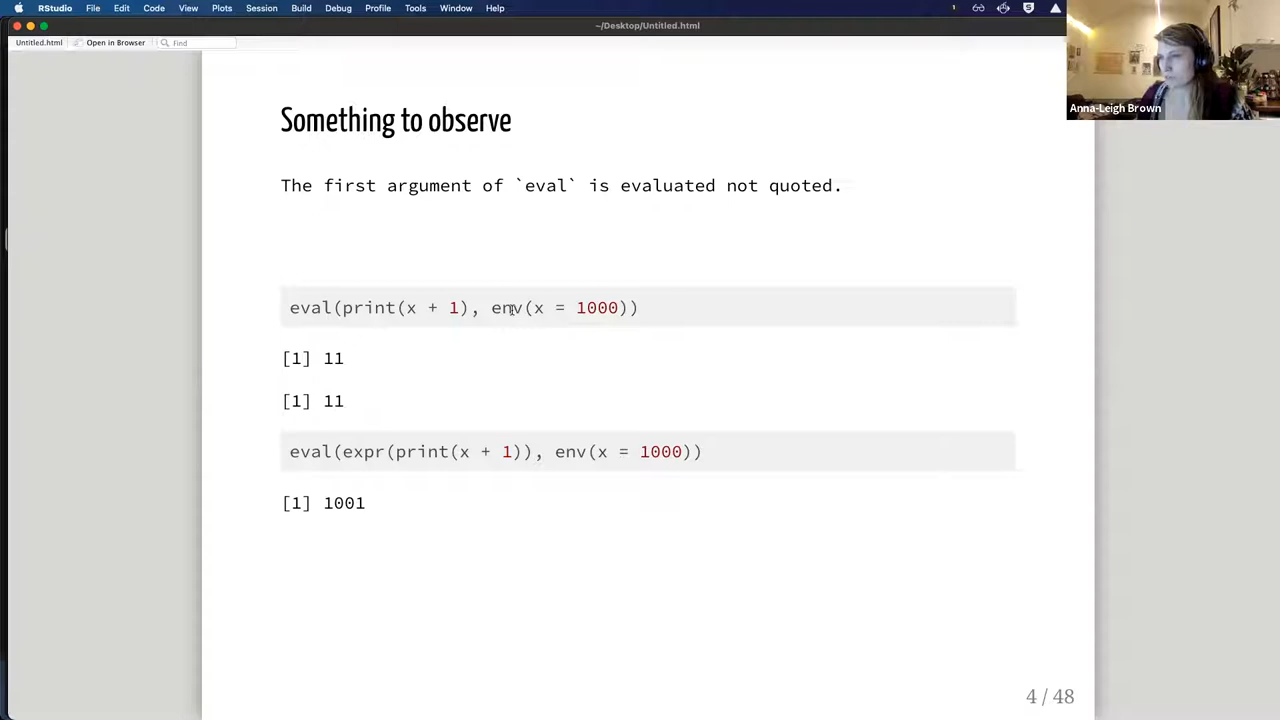 RStudio File Edit Code View Plots Session Build Debug Profile Tools Window Help 1
~/Desktop/Untitled.html
Untitled.html Open in Browser Find
Anna-Leigh Brown
Something to observe
The first argument of `eval` is evaluated not quoted.
eval(print(x + 1), env(x = 1000))
[1] 11
[1] 11
eval(expr(print(x + 1)), env(x = 1000))
[1] 1001
4 / 48